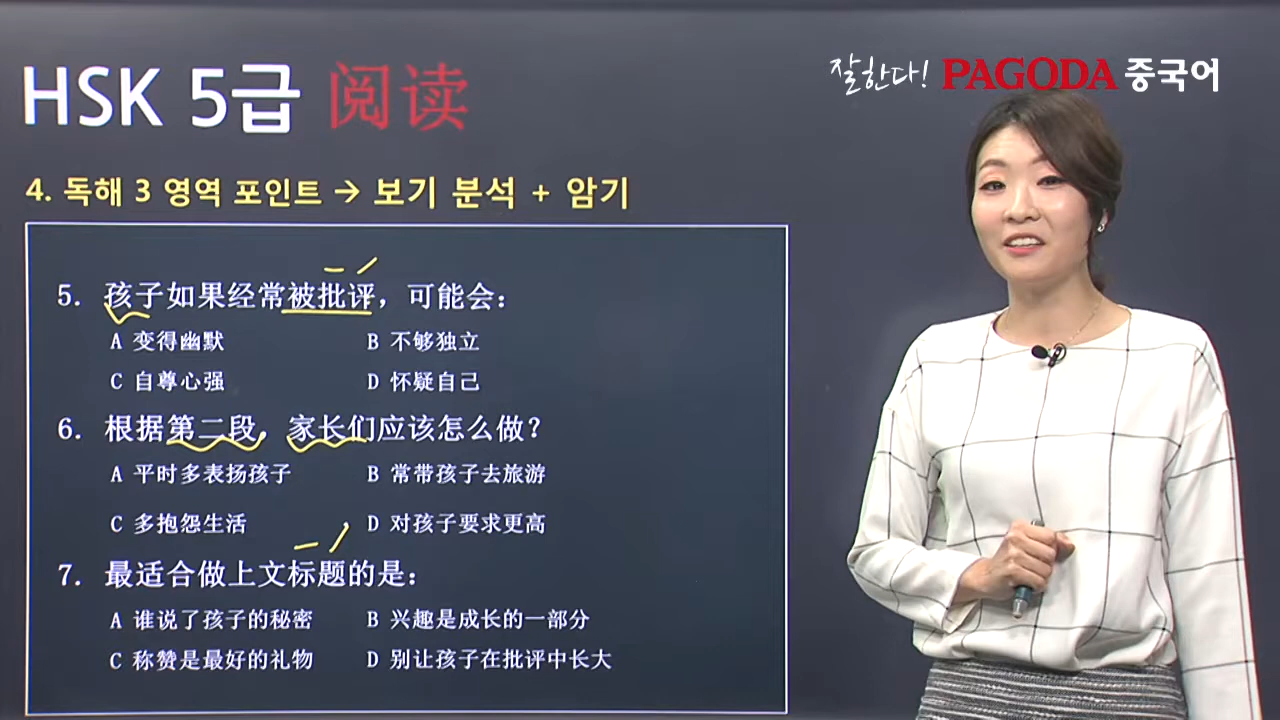 잘한다! PAGODA 중국어
HSK 5급 阅读
4. 독해 3 영역 포인트 → 보기 분석 + 암기
5. 孩子如果经常被批评，可能会：
A 变得幽默 B 不够独立
C 自尊心强 D 怀疑自己
6. 根据第二段，家长们应该怎么做？
A 平时多表扬孩子 B 常带孩子去旅游
C 多抱怨生活 D 对孩子要求更高
7. 最适合做上文标题的是：
A 谁说了孩子的秘密 B 兴趣是成长的一部分
C 称赞是最好的礼物 D 别让孩子在批评中长大